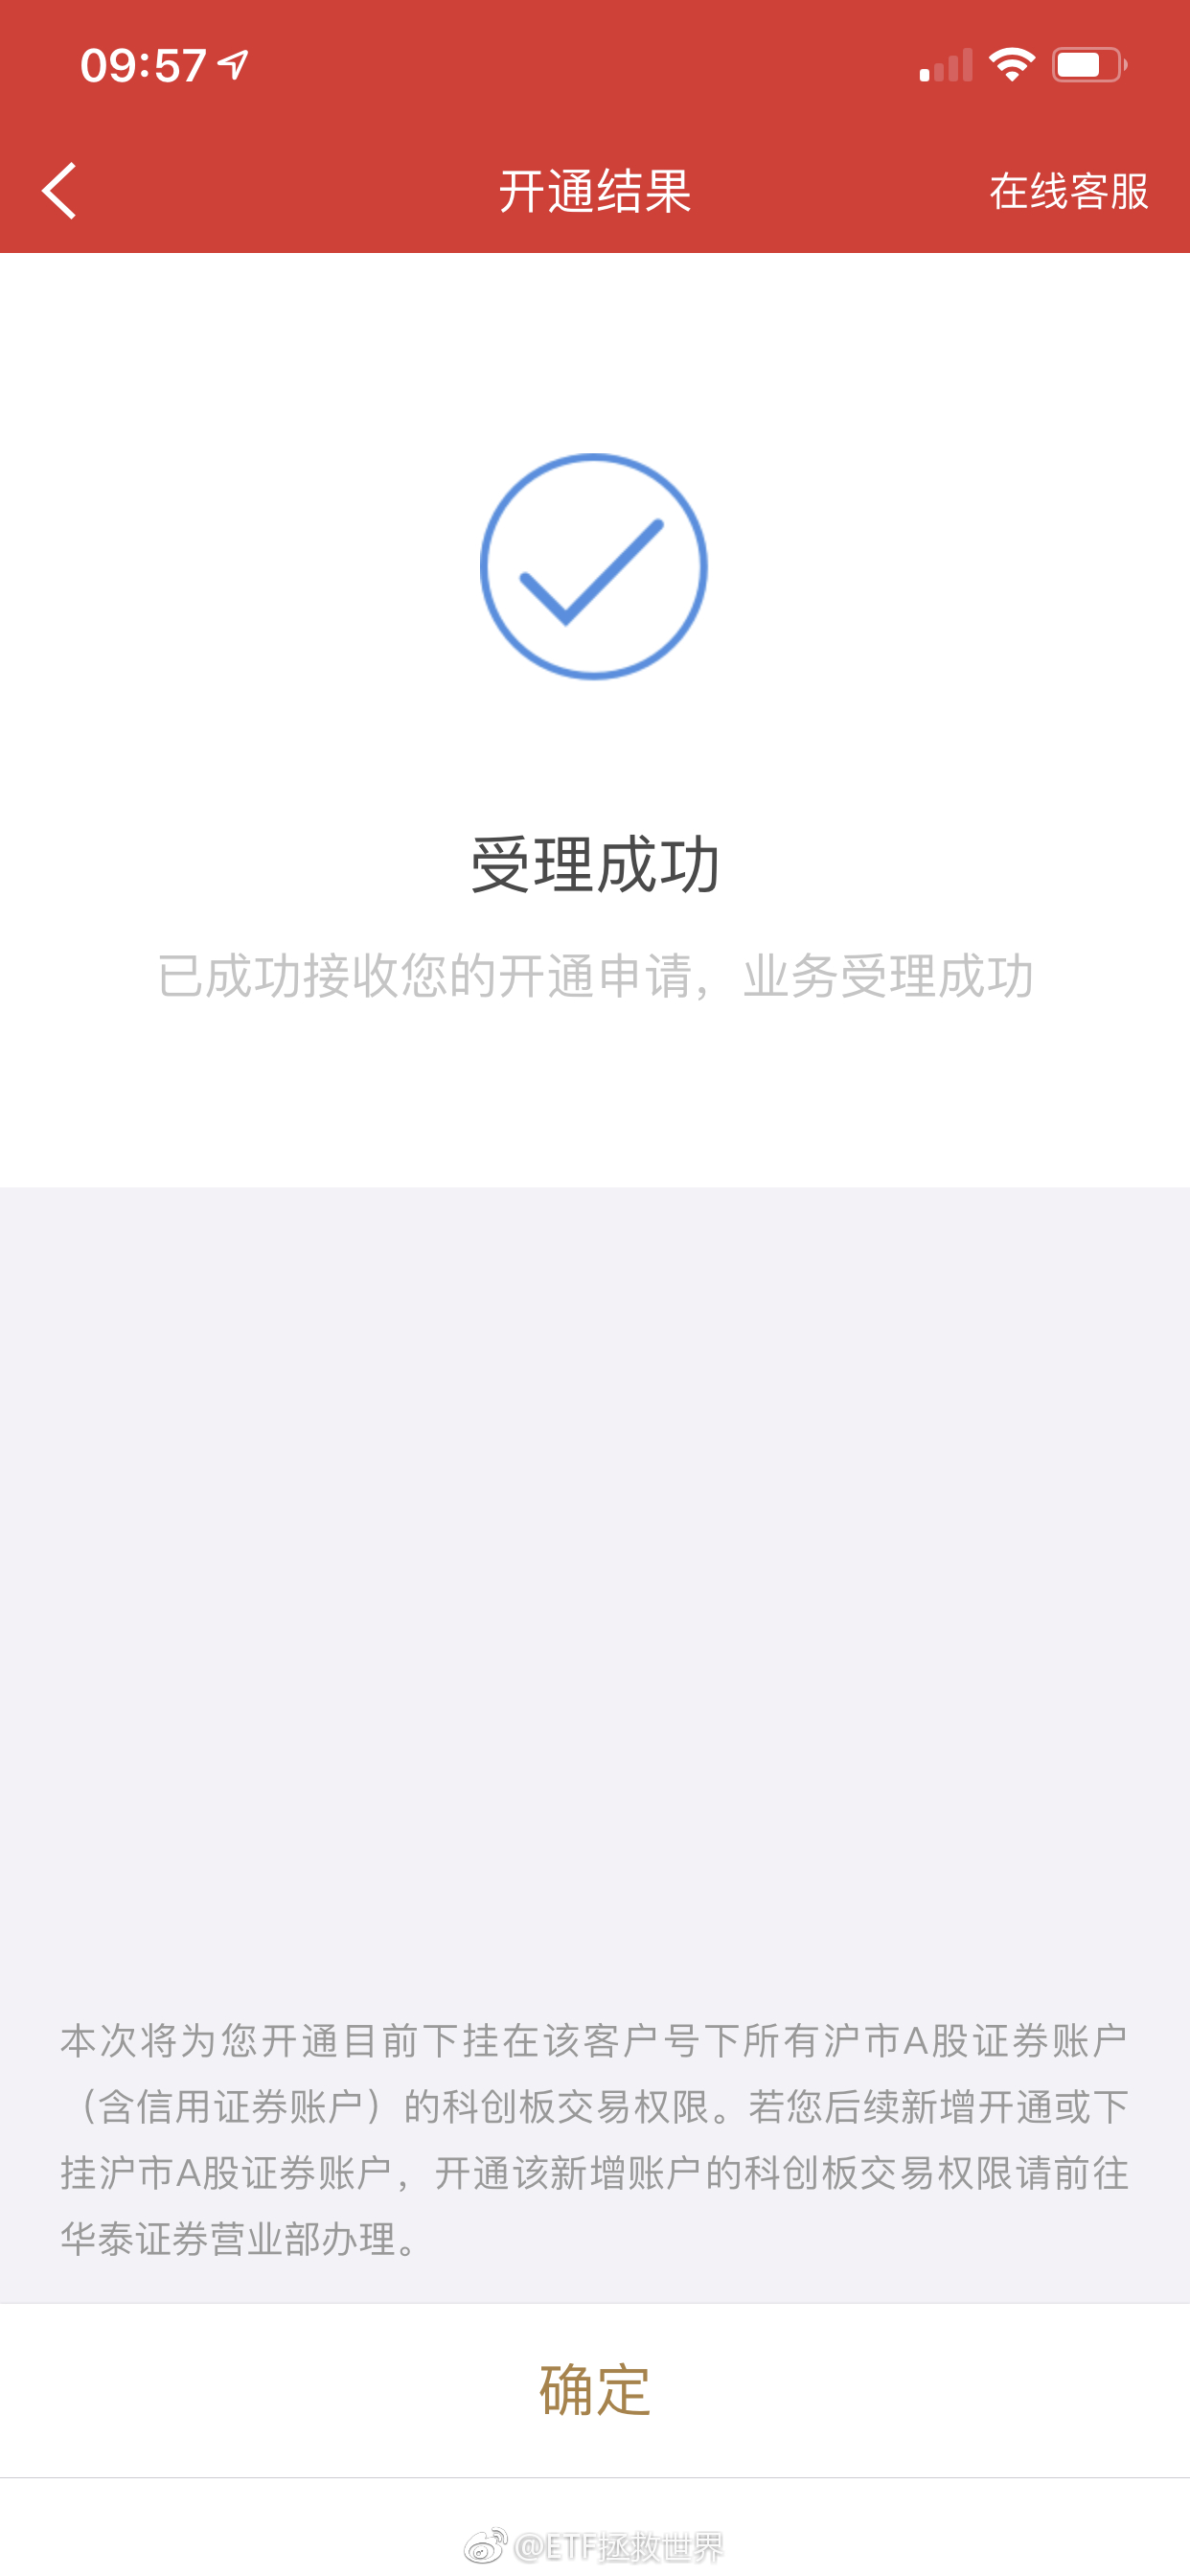 09:57
开通结果
在线客服
受理成功
已成功接收您的开通申请，业务受理成功
本次将为您开通目前下挂在该客户号下所有沪市A股证券账户
（含信用证券账户）的科创板交易权限。若您后续新增开通或下
挂沪市A股证券账户，开通该新增账户的科创板交易权限请前往
华泰证券营业部办理。
确定
@ETF拯救世界